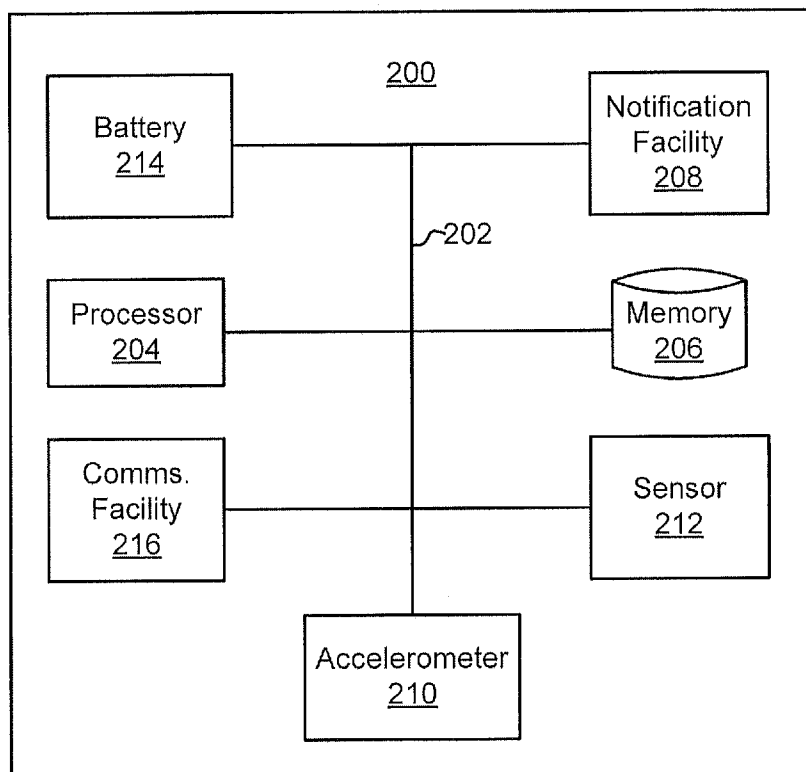 200
Battery
214
Notification
Facility
208
202
Processor
204
Memory
206
Comms.
Facility
216
Sensor
212
Accelerometer
210